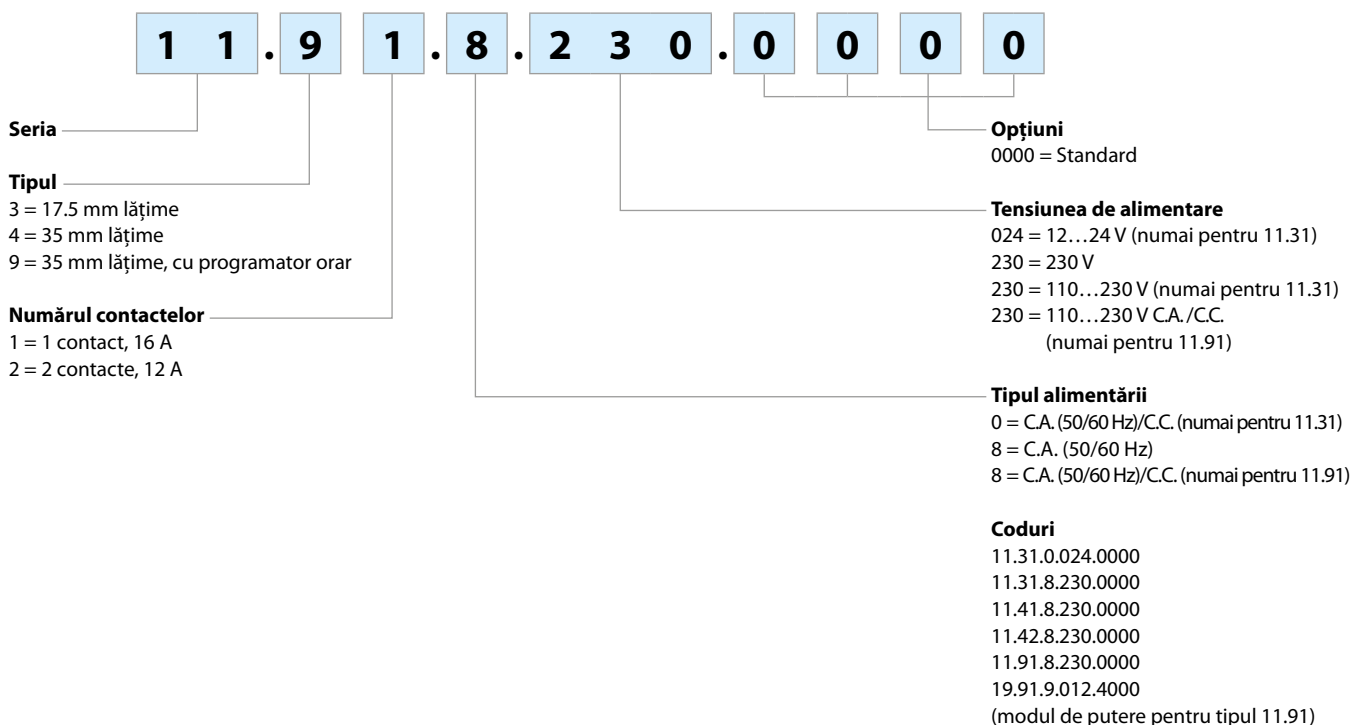 1 1 . 9 1 . 8 . 2 3 0 . 0 0 0 0
Seria
Tipul
3 = 17.5 mm lățime
4 = 35 mm lățime
9 = 35 mm lățime, cu programator orar
Numărul contactelor
1 = 1 contact, 16 A
2 = 2 contacte, 12 A
Opțiuni
0000 = Standard
Tensiunea de alimentare
024 = 12…24 V (numai pentru 11.31)
230 = 230 V
230 = 110…230 V (numai pentru 11.31)
230 = 110…230 V C.A./C.C.
(numai pentru 11.91)
Tipul alimentării
0 = C.A. (50/60 Hz)/C.C. (numai pentru 11.31)
8 = C.A. (50/60 Hz)
8 = C.A. (50/60 Hz)/C.C. (numai pentru 11.91)
Coduri
11.31.0.024.0000
11.31.8.230.0000
11.41.8.230.0000
11.42.8.230.0000
11.91.8.230.0000
19.91.9.012.4000
(modul de putere pentru tipul 11.91)